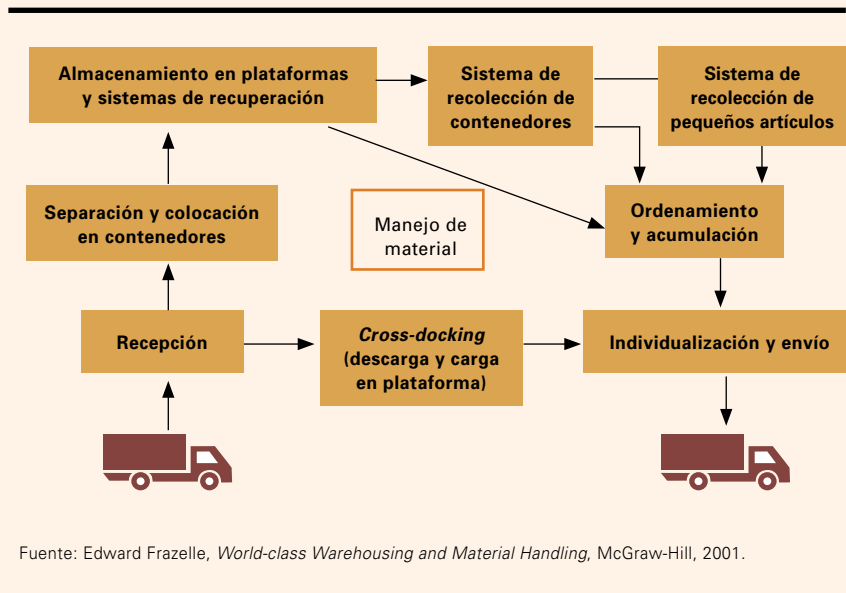 Almacenamiento en plataformas
y sistemas de recuperación
Sistema de
recolección de
contenedores
Sistema de
recolección de
pequeños artículos
Separación y colocación
en contenedores
Manejo de
material
Ordenamiento
y acumulación
Recepción
Cross-docking
(descarga y carga
en plataforma)
Individualización y envío
Fuente: Edward Frazelle, World-class Warehousing and Material Handling, McGraw-Hill, 2001.